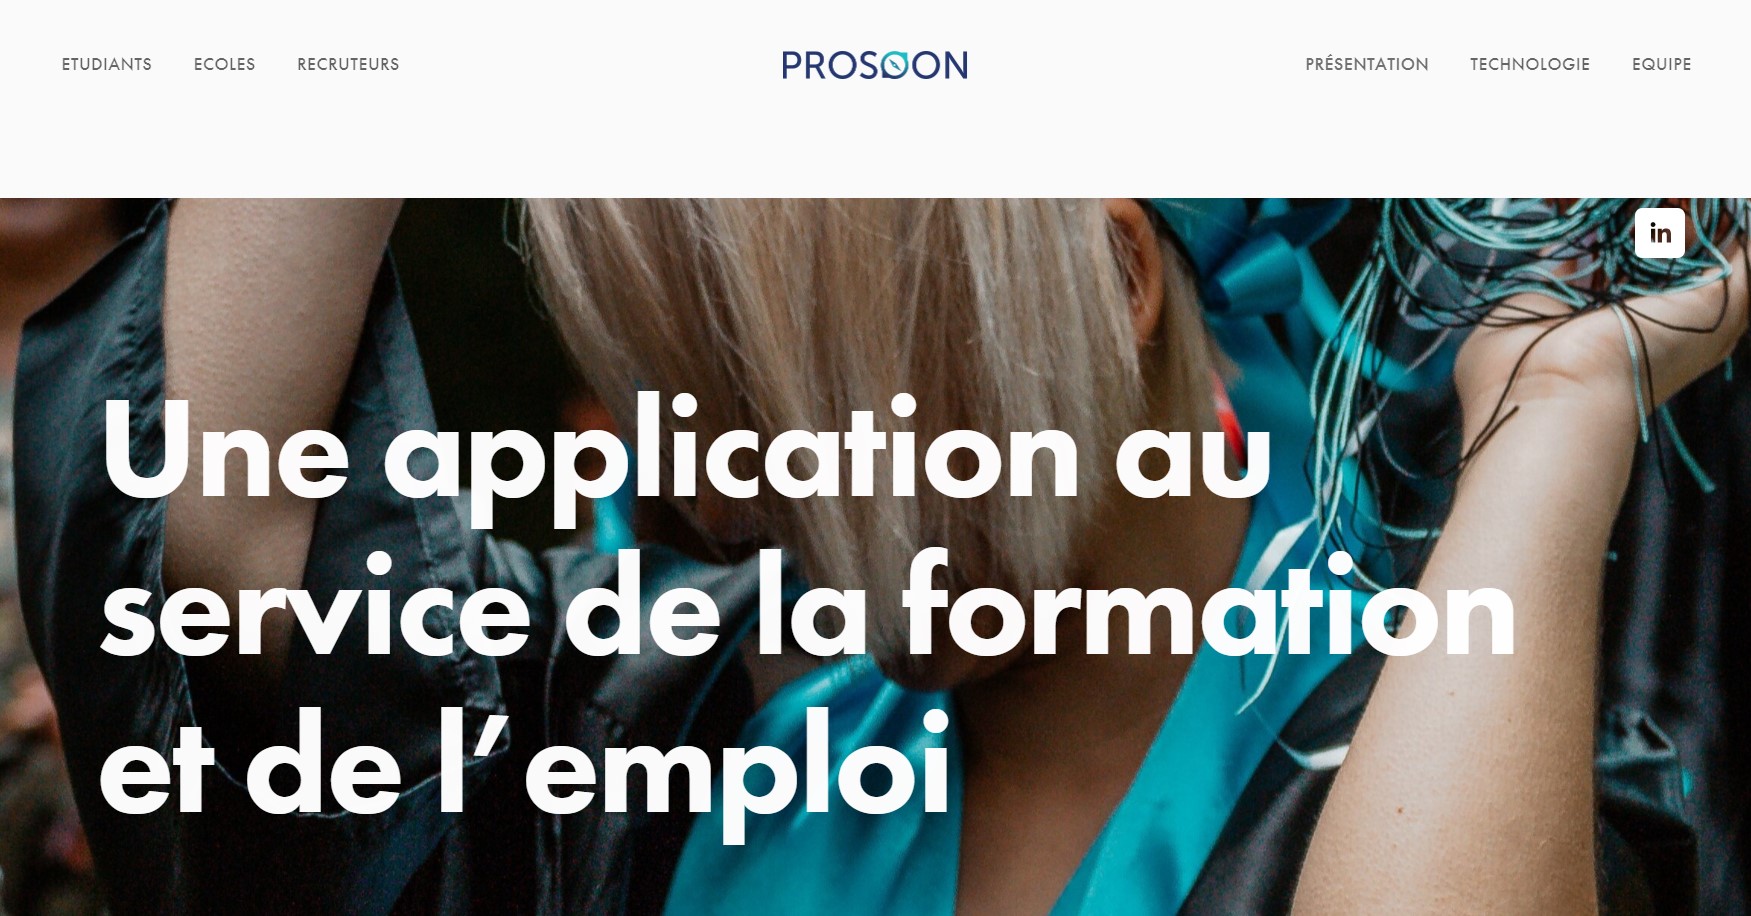 ETUDIANTS ECOLES RECRUTEURS PROSOON PRÉSENTATION TECHNOLOGIE EQUIPE
in
Une application au
service de la formation
et de l’emploi